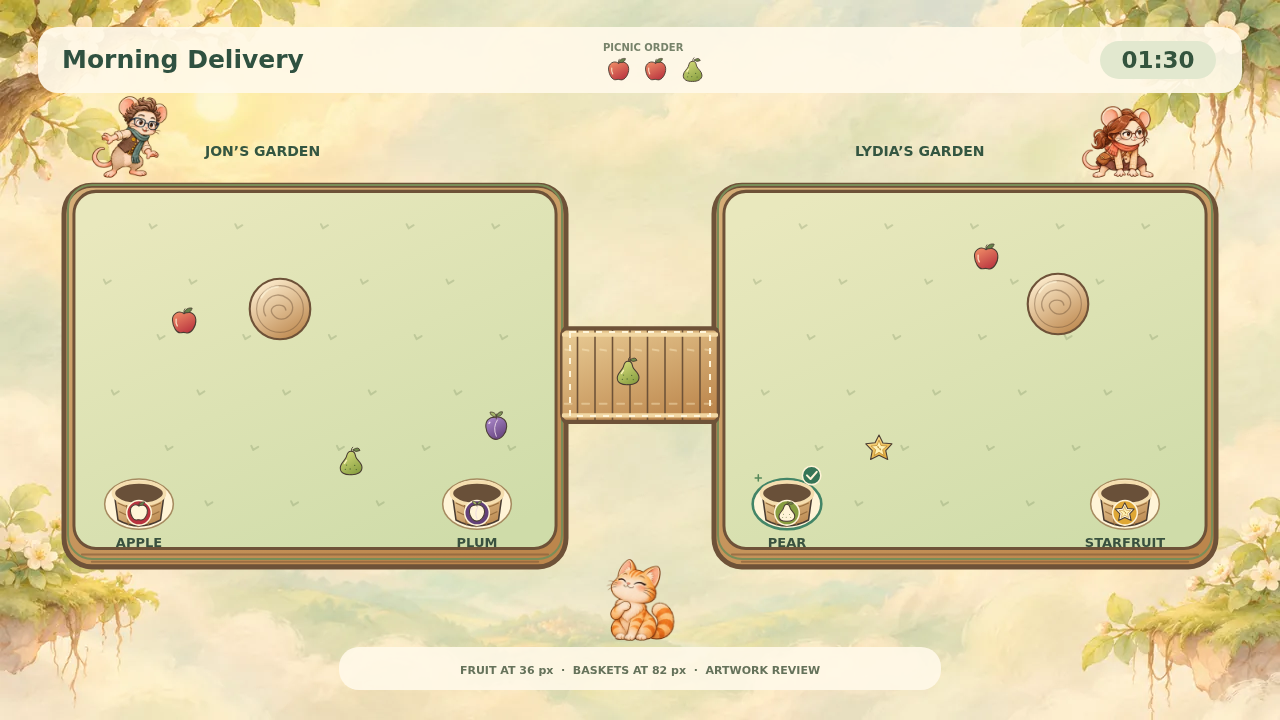 Morning Delivery
PICNIC ORDER
01:30
JON’S GARDEN
LYDIA’S GARDEN
APPLE
PLUM
PEAR
STARFRUIT
FRUIT AT 36 px · BASKETS AT 82 px · ARTWORK REVIEW